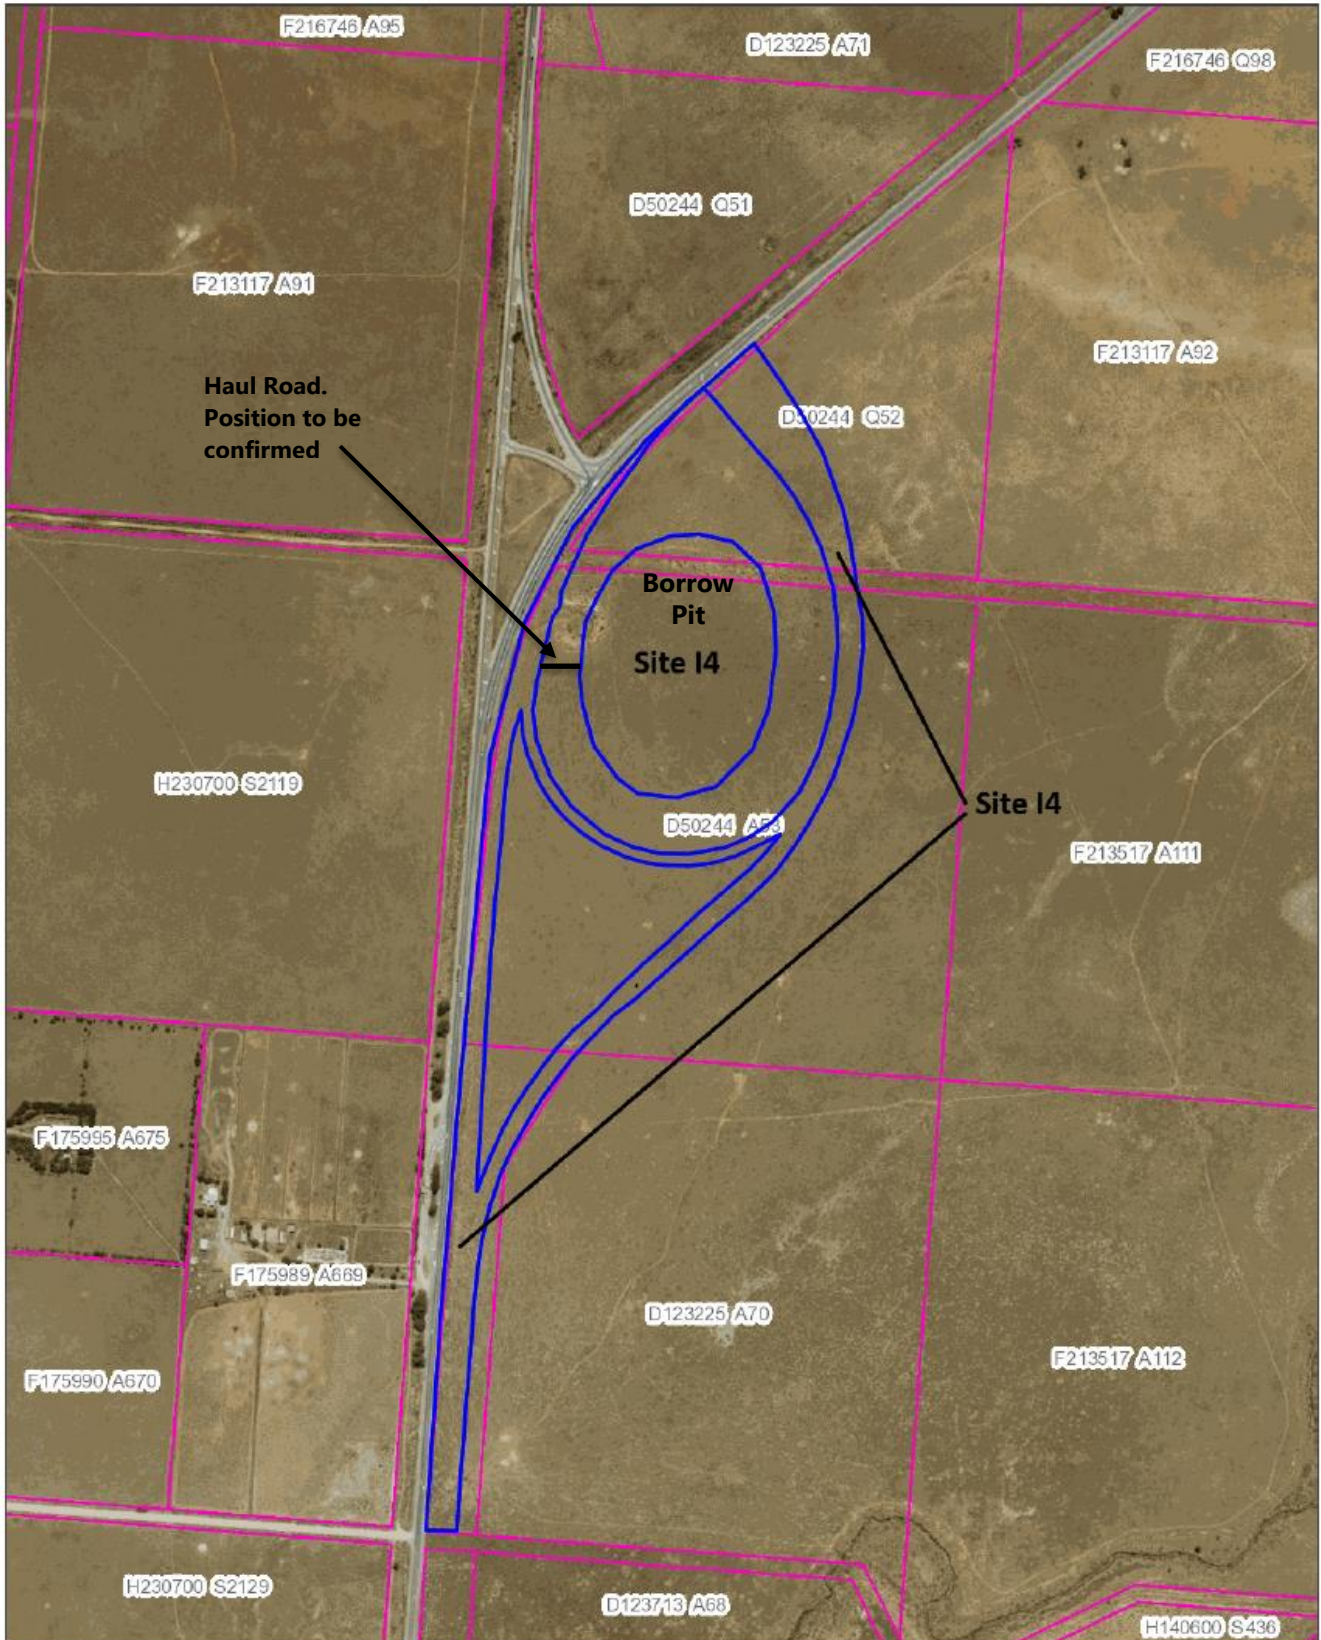 F216746 A95
D123225 A71
F216746 Q98
D50244 Q51
F213117 A91
F213117 A92
Haul Road.
Position to be
confirmed
D50244 Q52
Borrow
Pit
Site I4
H230700 S2119
Site I4
D50244 A53
F213517 A111
F175995 A675
F175989 A669
D123225 A70
F213517 A112
F175990 A670
H230700 S2129
D123713 A68
H140600 S436